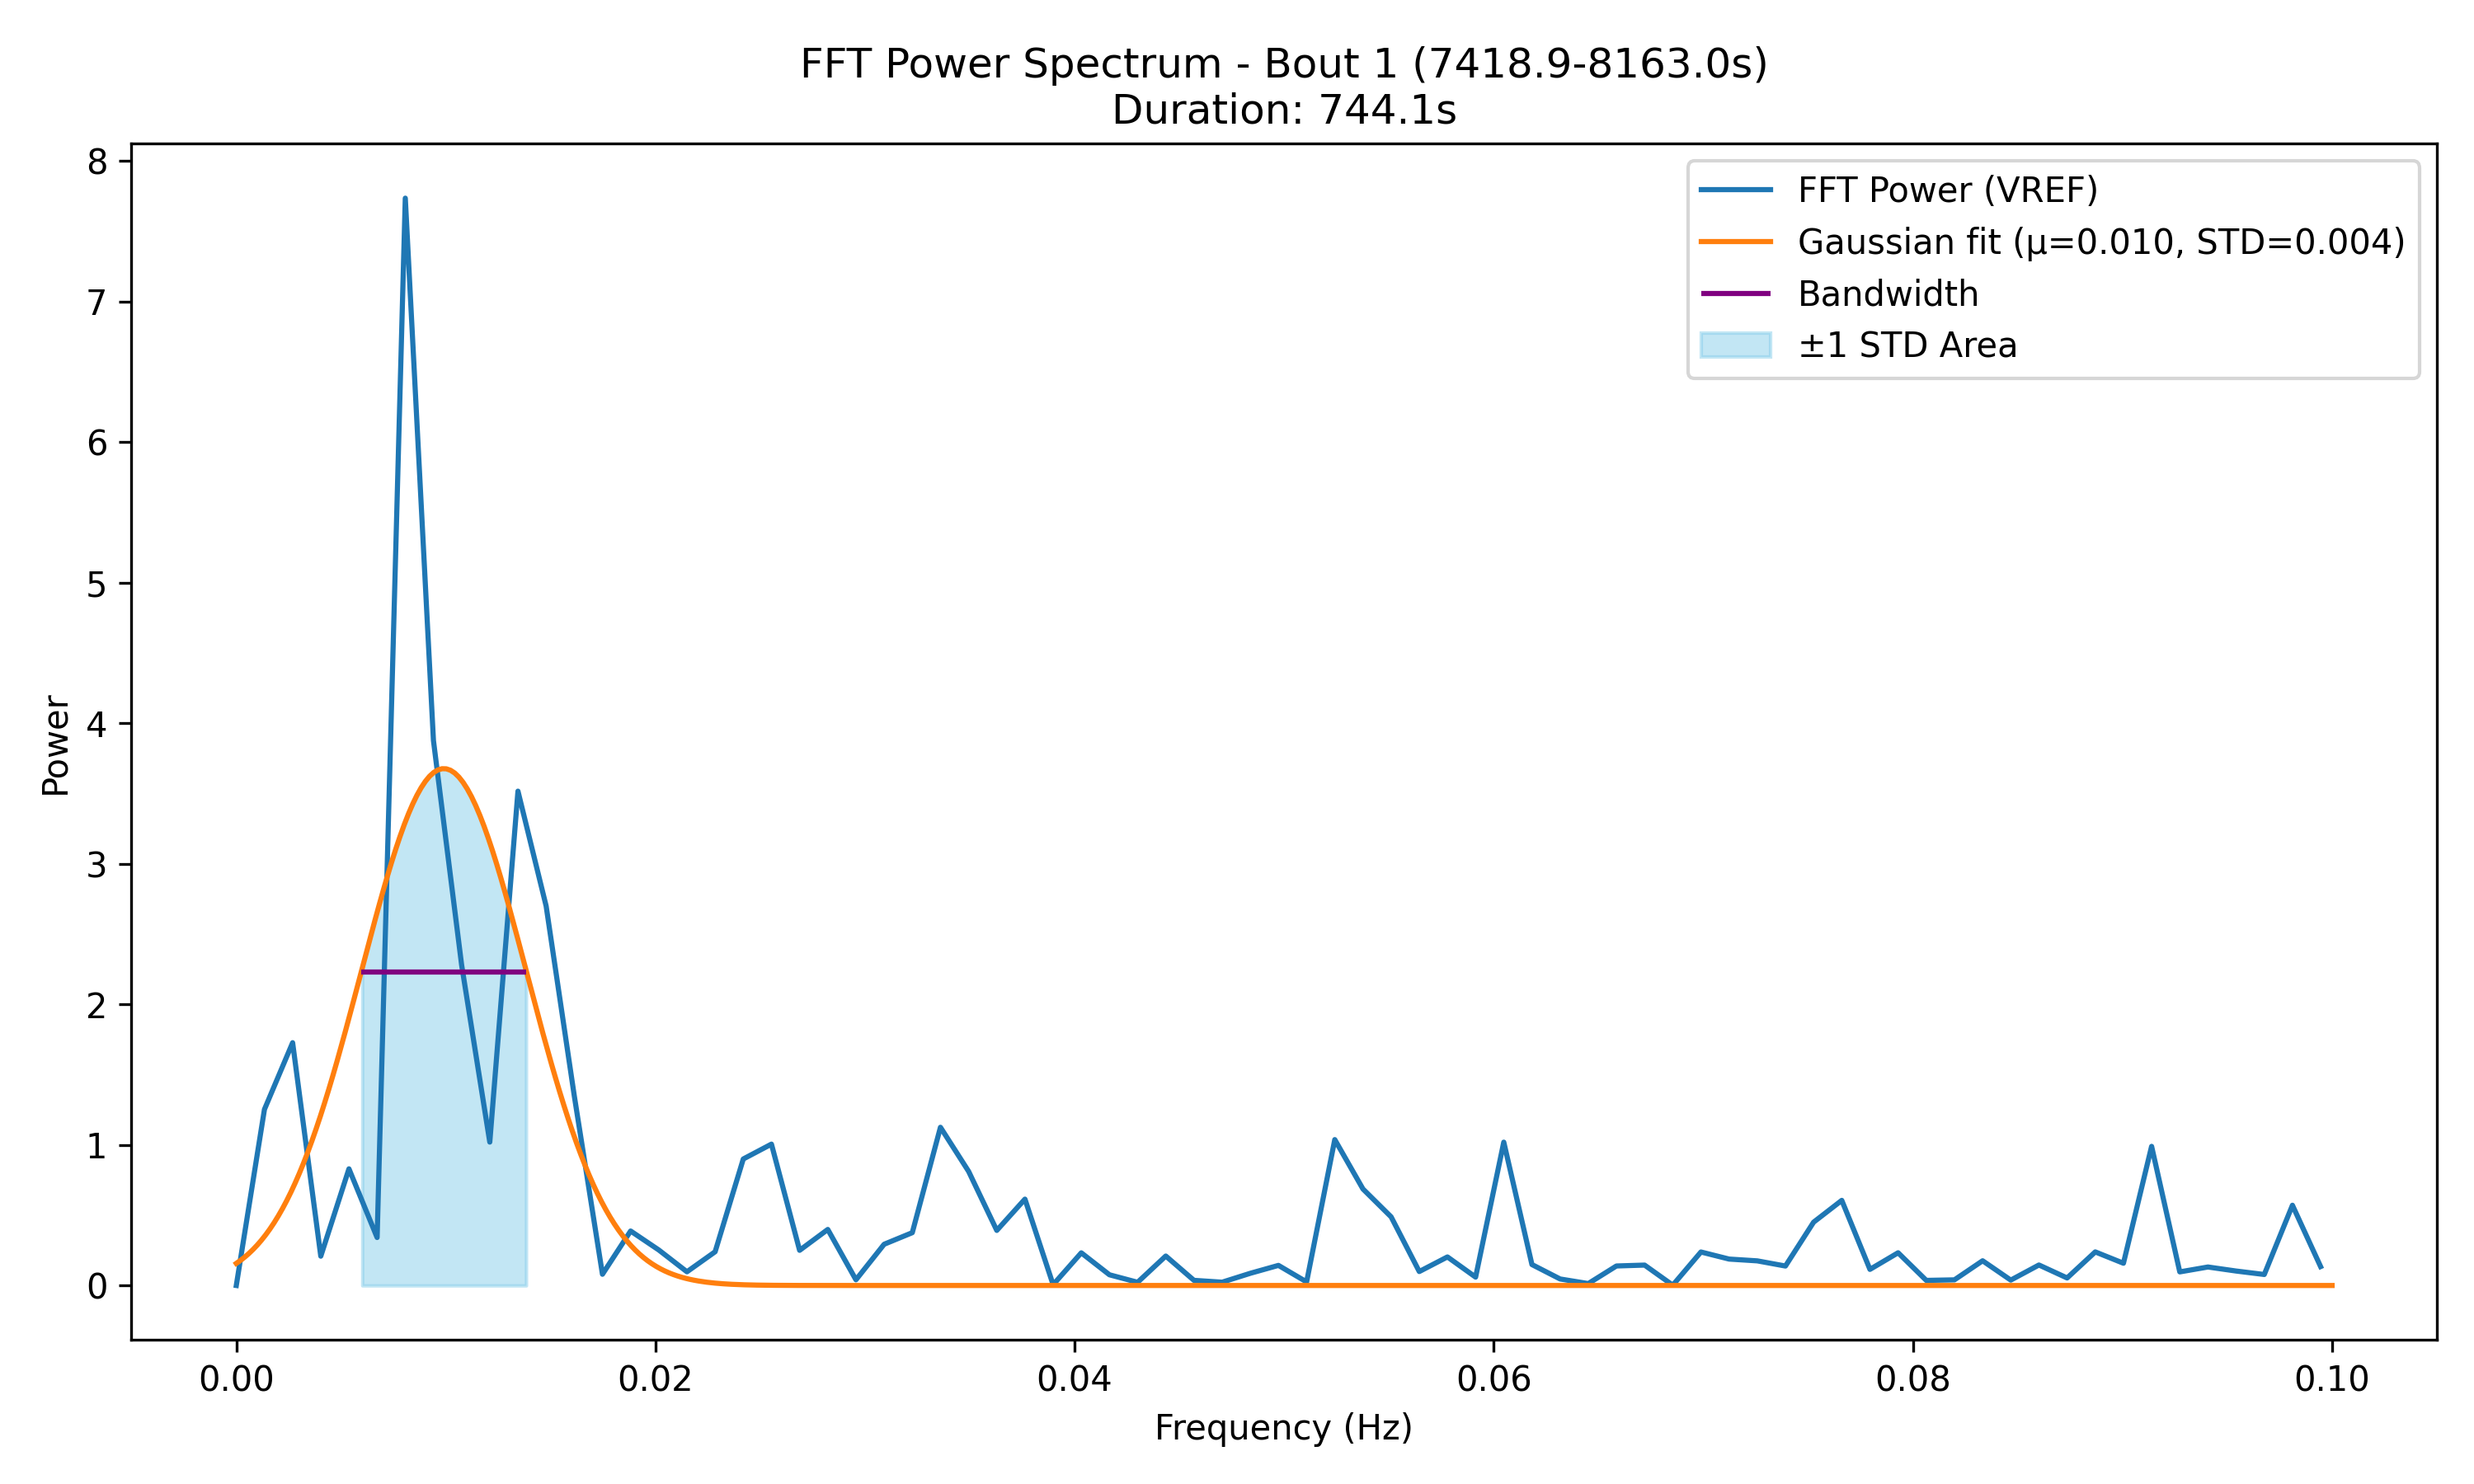 FFT Power Spectrum - Bout 1 (7418.9-8163.0s)
Duration: 744.1s
FFT Power (VREF)
Gaussian fit (μ=0.010, STD=0.004)
Bandwidth
±1 STD Area
Power
8
7
6
5
4
3
2
1
0
0.00 0.02 0.04 0.06 0.08 0.10
Frequency (Hz)